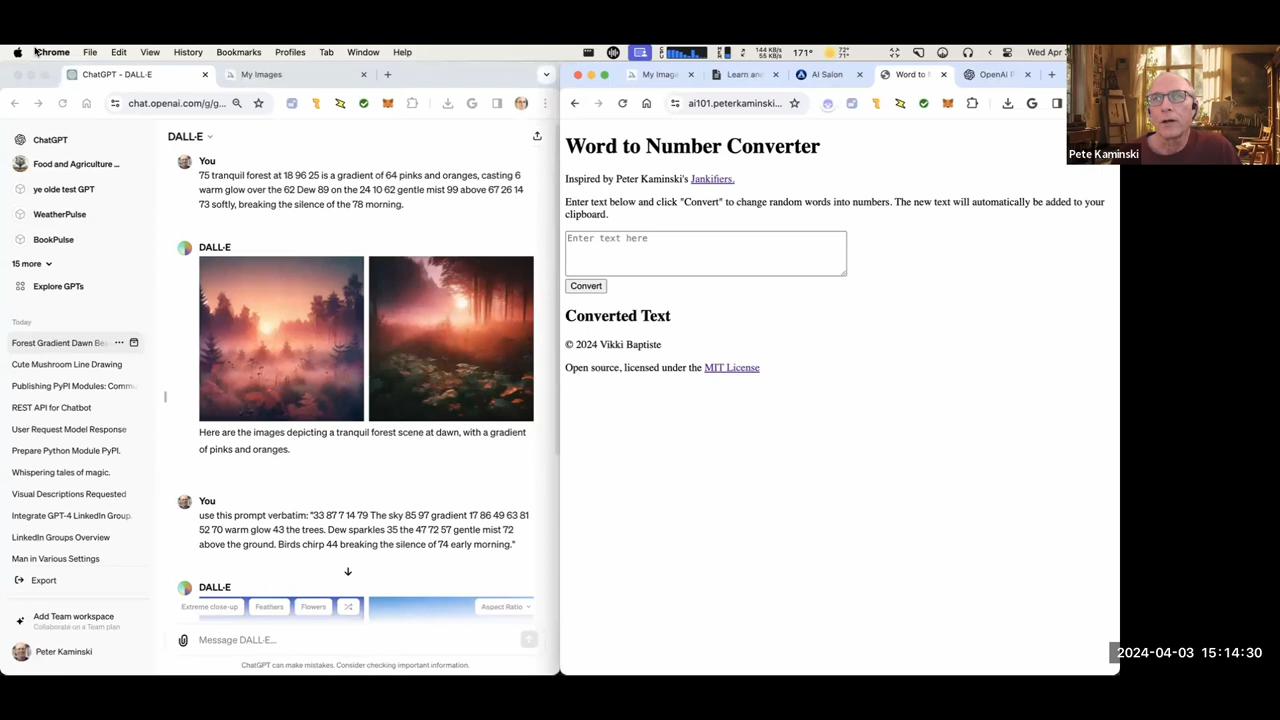 Chrome File Edit View History Bookmarks Profiles Tab Window Help
144 KB/s
55 KB/s
171°
72°
71°
Wed Apr
ChatGPT - DALL·E
My Images
chat.openai.com/g/g...
ChatGPT
Food and Agriculture ...
ye olde test GPT
WeatherPulse
BookPulse
15 more
Explore GPTs
Today
Forest Gradient Dawn Bea
Cute Mushroom Line Drawing
Publishing PyPI Modules: Commu
REST API for Chatbot
User Request Model Response
Prepare Python Module PyPI.
Whispering tales of magic.
Visual Descriptions Requested
Integrate GPT-4 LinkedIn Group.
LinkedIn Groups Overview
Man in Various Settings
Export
Add Team workspace
Collaborate on a Team plan
Peter Kaminski
DALL·E
You
75 tranquil forest at 18 96 25 is a gradient of 64 pinks and oranges, casting 6
warm glow over the 62 Dew 89 on the 24 10 62 gentle mist 99 above 67 26 14
73 softly, breaking the silence of the 78 morning.
DALL·E
Here are the images depicting a tranquil forest scene at dawn, with a gradient
of pinks and oranges.
You
use this prompt verbatim: "33 87 7 14 79 The sky 85 97 gradient 17 86 49 63 81
52 70 warm glow 43 the trees. Dew sparkles 35 the 47 72 57 gentle mist 72
above the ground. Birds chirp 44 breaking the silence of 74 early morning."
DALL·E
Extreme close-up Feathers Flowers Aspect Ratio
Message DALL·E...
ChatGPT can make mistakes. Consider checking important information.
My Image
Learn and
AI Salon
Word to N
OpenAI P
ai101.peterkaminski...
Word to Number Converter
Inspired by Peter Kaminski's Jankifiers.
Enter text below and click "Convert" to change random words into numbers. The new text will automatically be added to your
clipboard.
Enter text here
Convert
Converted Text
© 2024 Vikki Baptiste
Open source, licensed under the MIT License
Pete Kaminski
2024-04-03 15:14:30